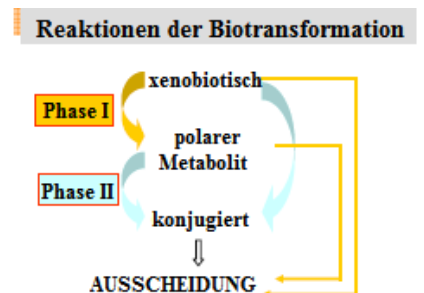 Reaktionen der Biotransformation
xenobiotisch
Phase I
polarer
Metabolit
Phase II
konjugiert
AUSSCHEIDUNG